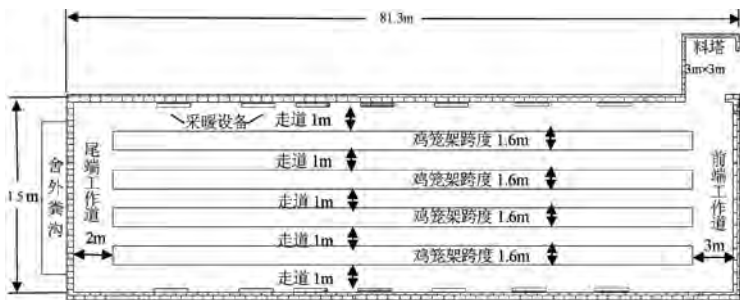 81.3m
料塔
3m×3m
采暖设备
走道 1m
鸡笼架跨度 1.6m
走道 1m
鸡笼架跨度 1.6m
走道 1m
鸡笼架跨度 1.6m
走道 1m
鸡笼架跨度 1.6m
走道 1m
15m
舍外粪沟
尾端工作道
2m
前端工作道
3m